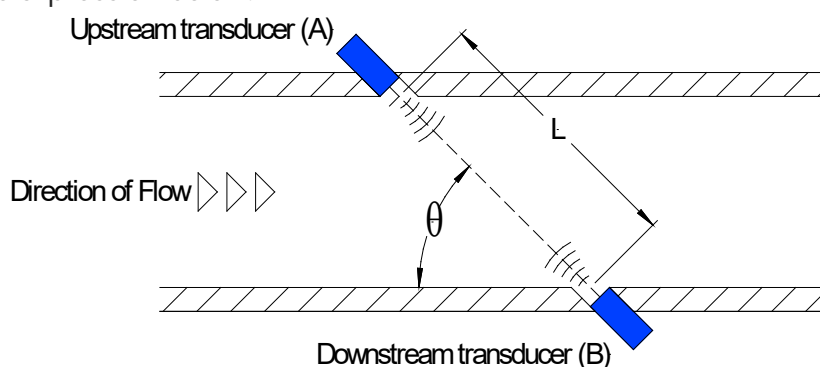 Upstream transducer (A)
L
Direction of Flow
θ
Downstream transducer (B)